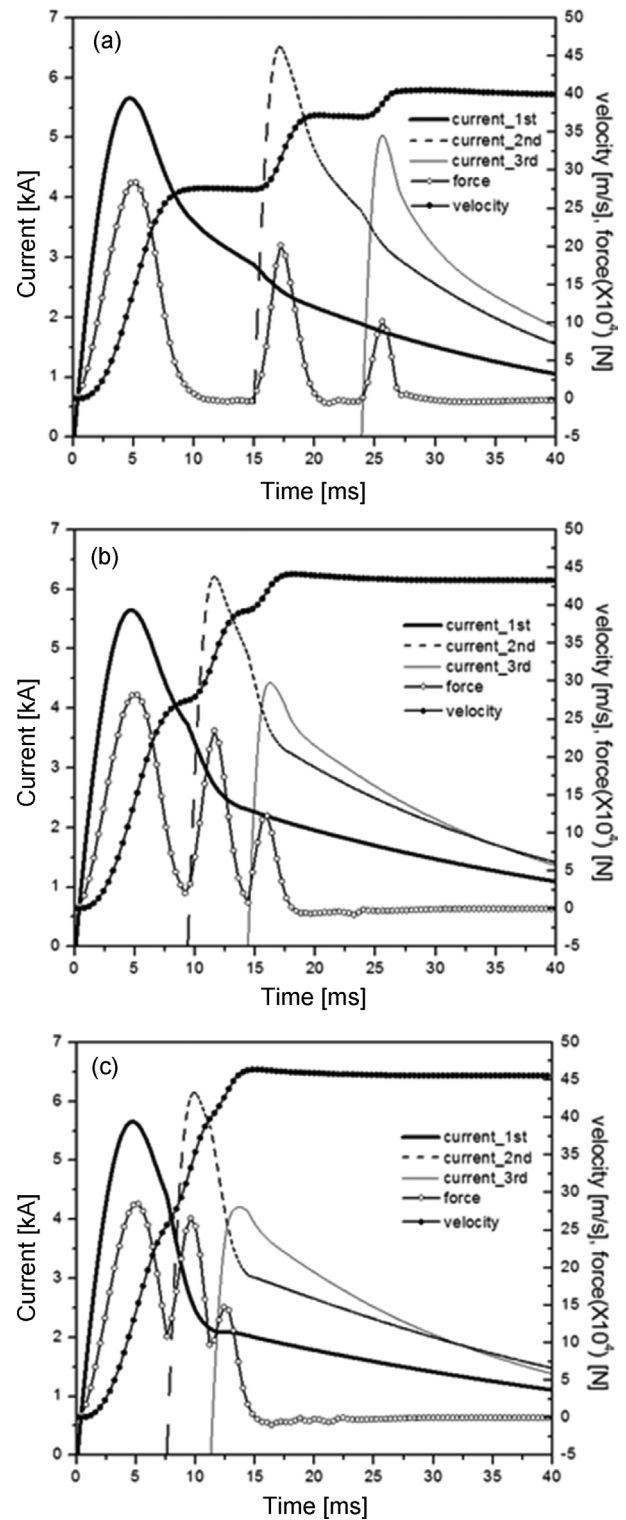 (a)
7
6
5
4
3
2
1
0
Current [kA]
50
45
40
35
30
25
20
15
10
5
0
-5
velocity [m/s], force(X10⁴) [N]
current_1st
current_2nd
current_3rd
force
velocity
0 5 10 15 20 25 30 35 40
Time [ms]
(b)
7
6
5
4
3
2
1
0
Current [kA]
50
45
40
35
30
25
20
15
10
5
0
-5
velocity [m/s], force(X10⁴) [N]
current_1st
current_2nd
current_3rd
force
velocity
0 5 10 15 20 25 30 35 40
Time [ms]
(c)
7
6
5
4
3
2
1
0
Current [kA]
50
45
40
35
30
25
20
15
10
5
0
-5
velocity [m/s], force(X10⁴) [N]
current_1st
current_2nd
current_3rd
force
velocity
0 5 10 15 20 25 30 35 40
Time [ms]